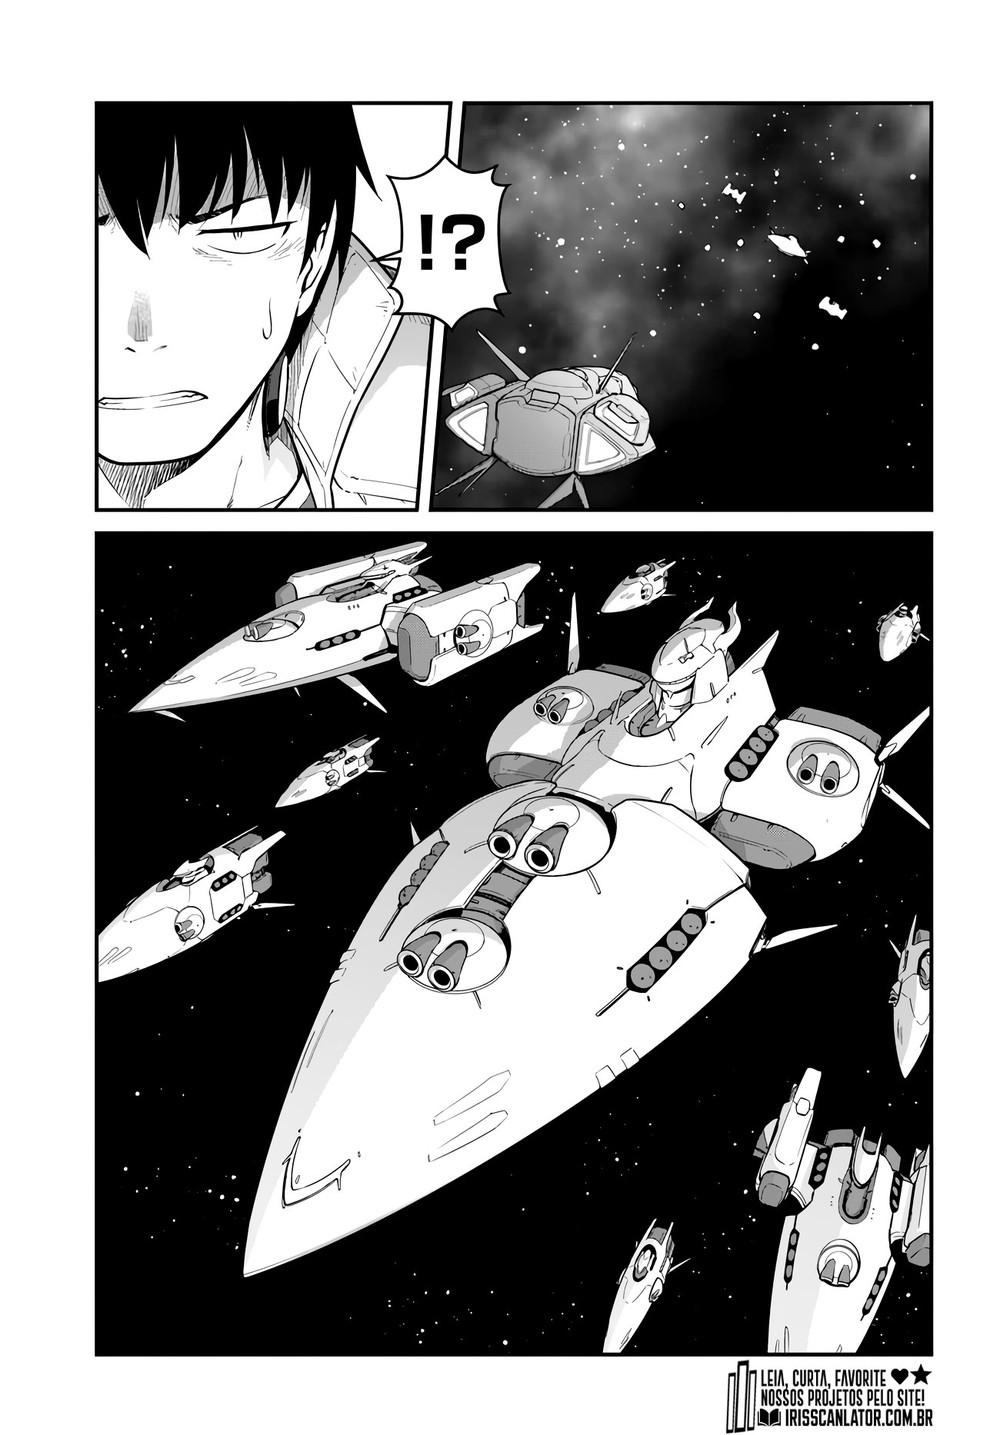 !?
LEIA, CURTA, FAVORITE ♥★
NOSSOS PROJETOS PELO SITE!
IRISSCANLATOR.COM.BR